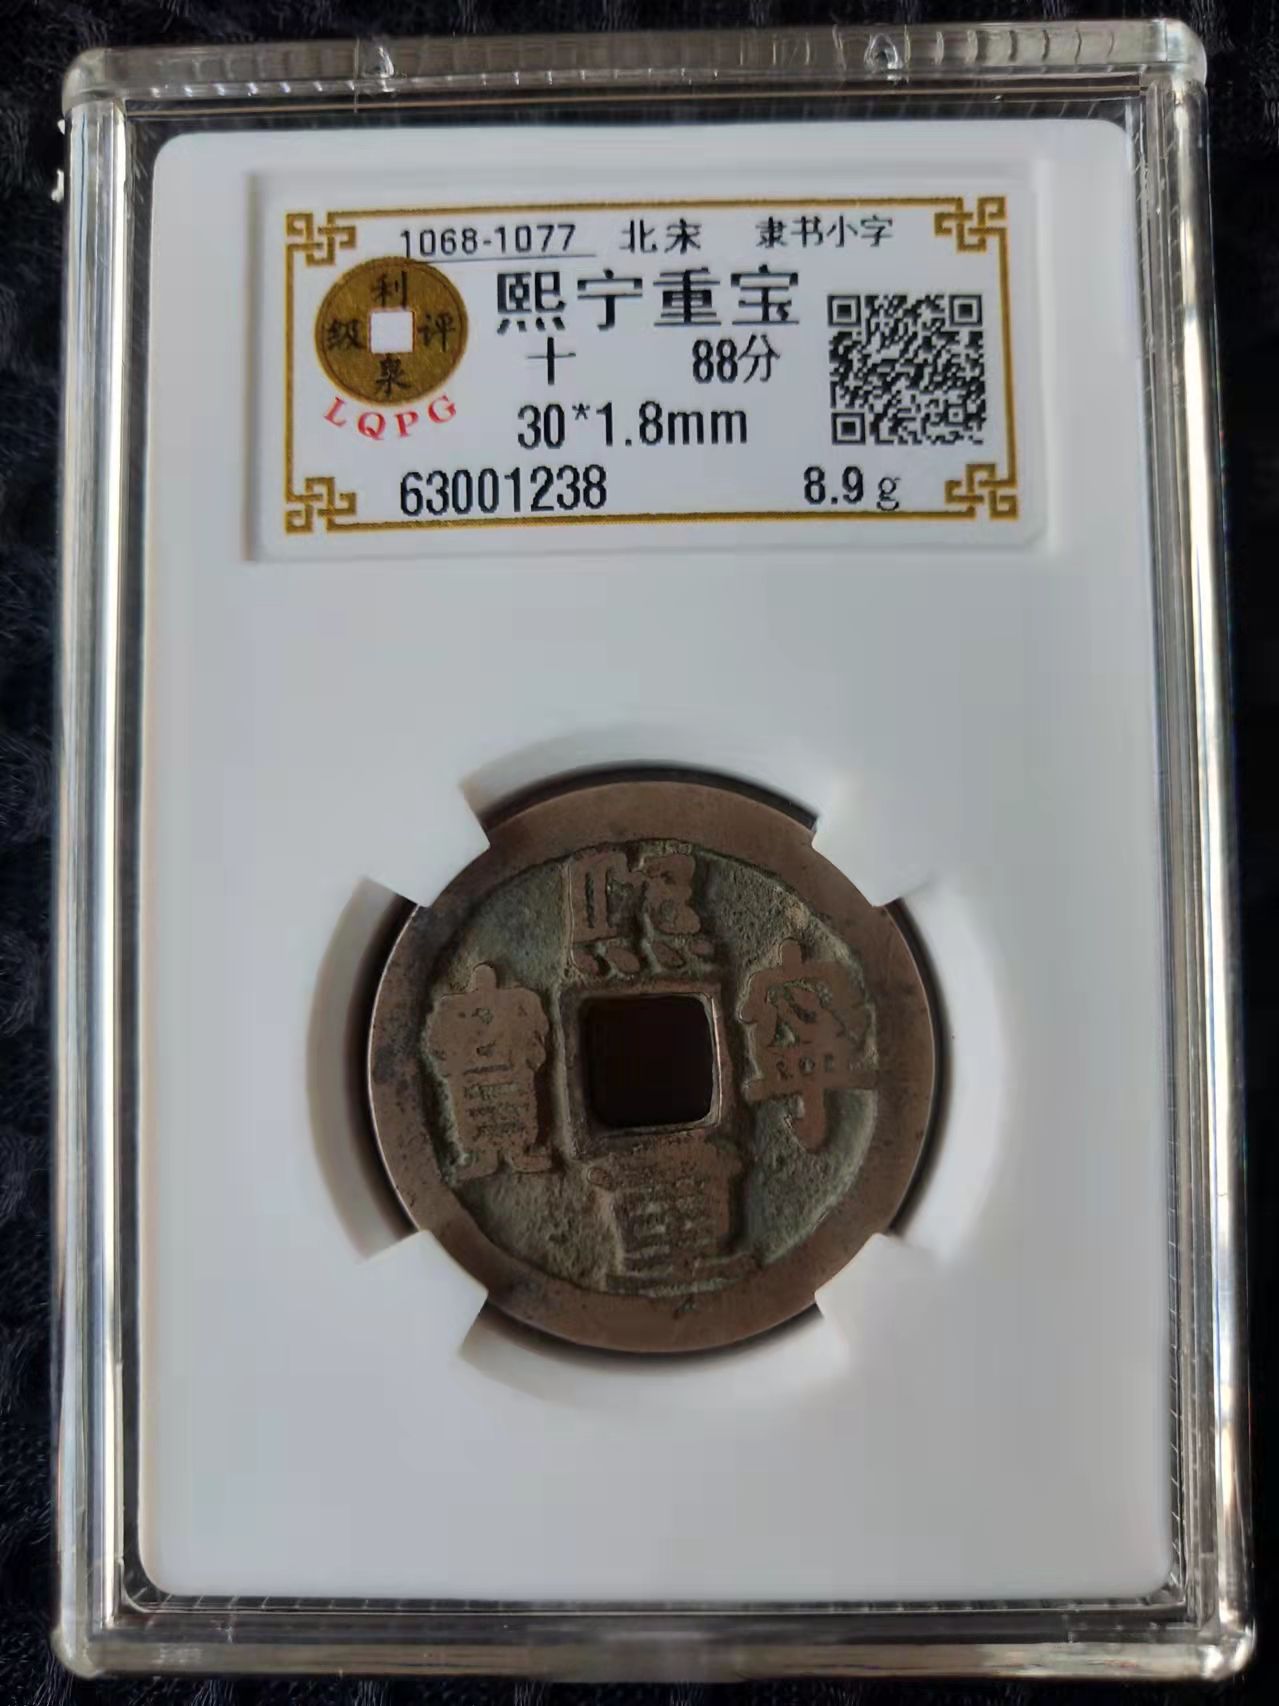 1068-1077 北宋 隶书小字
利泉评级
LQPG
熙宁重宝
十 88分
30*1.8mm
63001238 8.9g
熙寧重寶